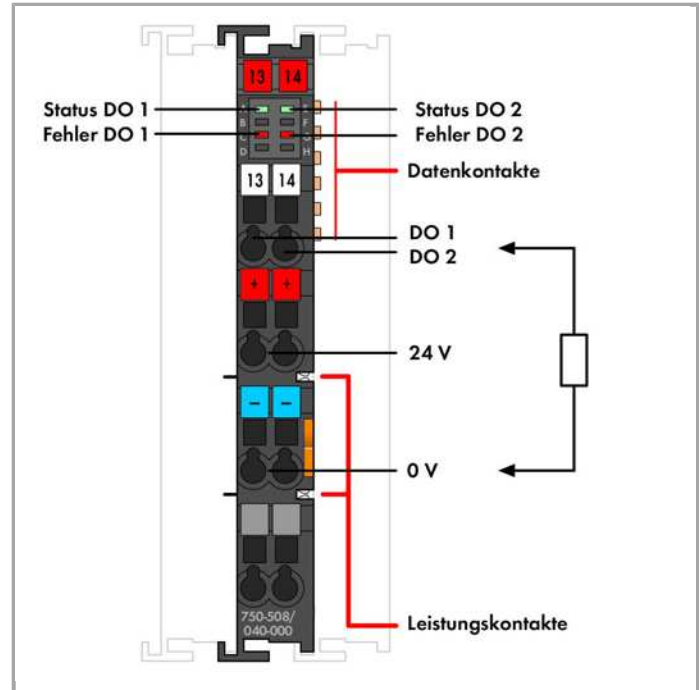 13 14
Status DO 1
A
E
Status DO 2
B
F
Fehler DO 1
C
G
Fehler DO 2
D
H
Datenkontakte
13 14
DO 1
DO 2
+ +
24 V
− −
0 V
Leistungskontakte
750-508/
040-000